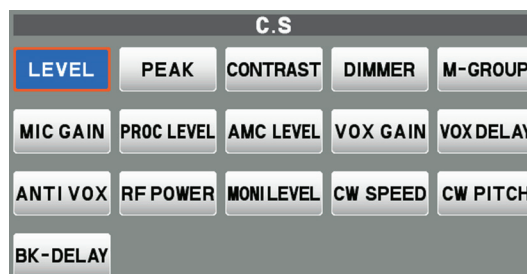 C.S
LEVEL PEAK CONTRAST DIMMER M-GROUP
MIC GAIN PROC LEVEL AMC LEVEL VOX GAIN VOX DELAY
ANTI VOX RF POWER MONI LEVEL CW SPEED CW PITCH
BK-DELAY